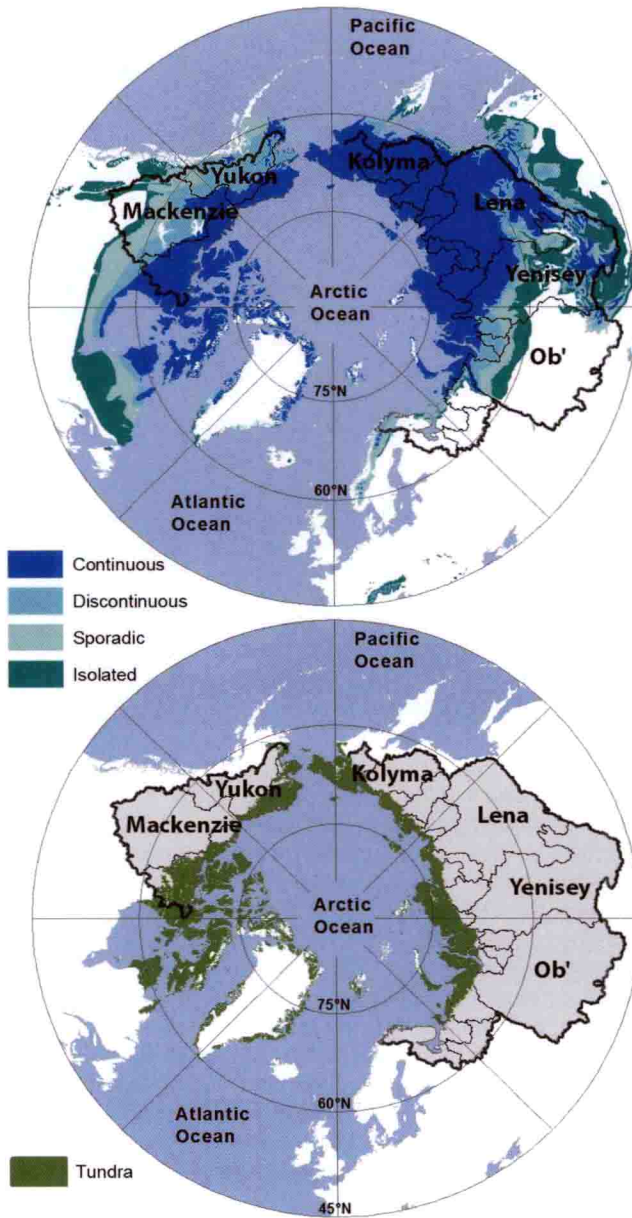 Pacific
Ocean
Kolyma
Yukon
Lena
Mackenzie
Yenisey
Arctic
Ocean
Ob'
75°N
60°N
Atlantic
Ocean
Continuous
Discontinuous
Sporadic
Isolated
Pacific
Ocean
Kolyma
Yukon
Lena
Mackenzie
Yenisey
Arctic
Ocean
Ob'
75°N
60°N
Atlantic
Ocean
Tundra
45°N